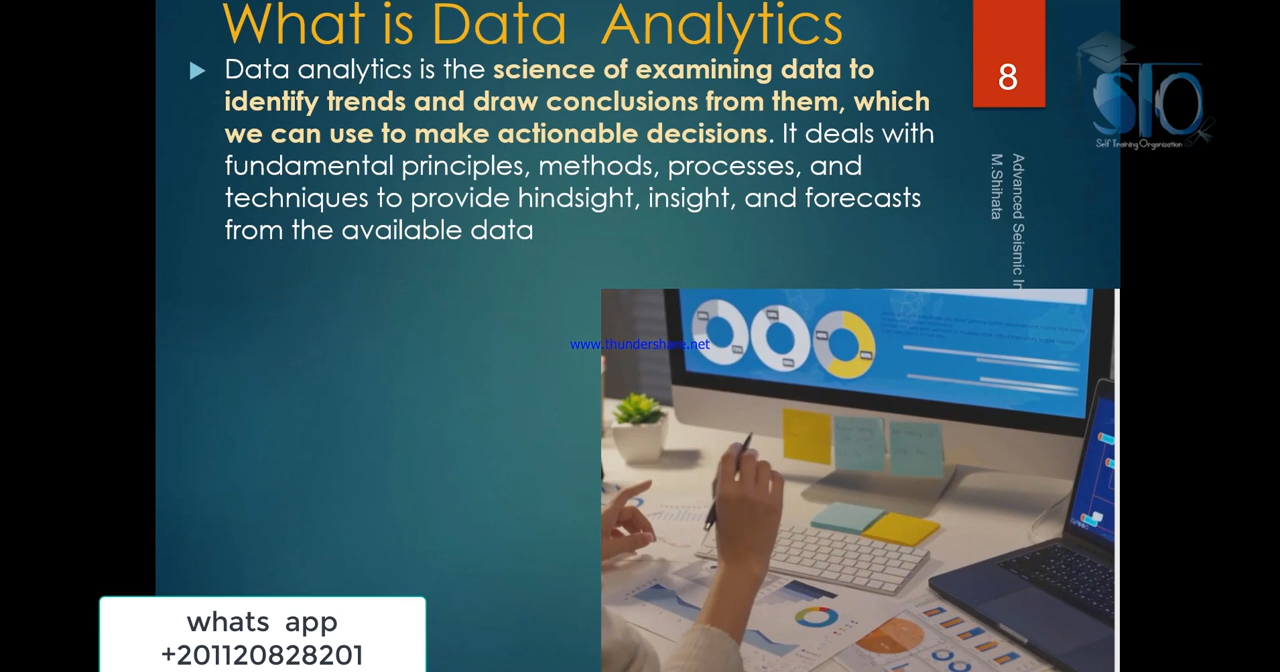 What is Data Analytics
Data analytics is the science of examining data to
identify trends and draw conclusions from them, which
we can use to make actionable decisions. It deals with
fundamental principles, methods, processes, and
techniques to provide hindsight, insight, and forecasts
from the available data
8
STO
Self Training Organization
Advanced Seismic
M.Shihata
www.thundershare.net
whats app
+201120828201